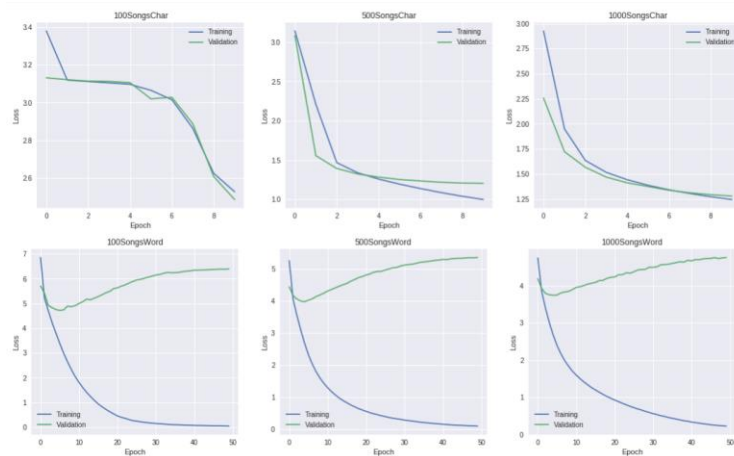 100SongsChar
3.4
3.2
3.0
2.8
2.6
Loss
0
2
4
6
8
Epoch
Training
Validation
500SongsChar
3.0
2.5
2.0
1.5
1.0
Loss
0
2
4
6
8
Epoch
Training
Validation
1000SongsChar
3.00
2.75
2.50
2.25
2.00
1.75
1.50
1.25
Loss
0
2
4
6
8
Epoch
Training
Validation
100SongsWord
7
6
5
4
3
2
1
0
Loss
0
10
20
30
40
50
Epoch
Training
Validation
500SongsWord
5
4
3
2
1
0
Loss
0
10
20
30
40
50
Epoch
Training
Validation
1000SongsWord
4
3
2
1
0
Loss
0
10
20
30
40
50
Epoch
Training
Validation